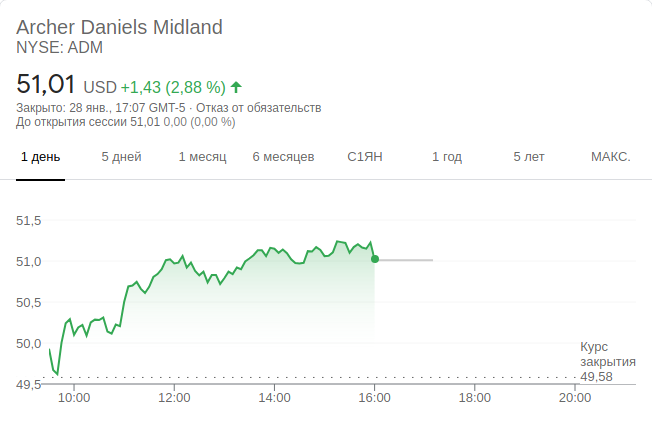 Archer Daniels Midland
NYSE: ADM
51,01 USD +1,43 (2,88 %)
Закрыто: 28 янв., 17:07 GMT-5 · Отказ от обязательств
До открытия сессии 51,01 0,00 (0,00 %)
1 день 5 дней 1 месяц 6 месяцев С1ЯН 1 год 5 лет МАКС.
51,5
51,0
50,5
50,0
Курс
закрытия
49,58
49,5
10:00 12:00 14:00 16:00 18:00 20:00